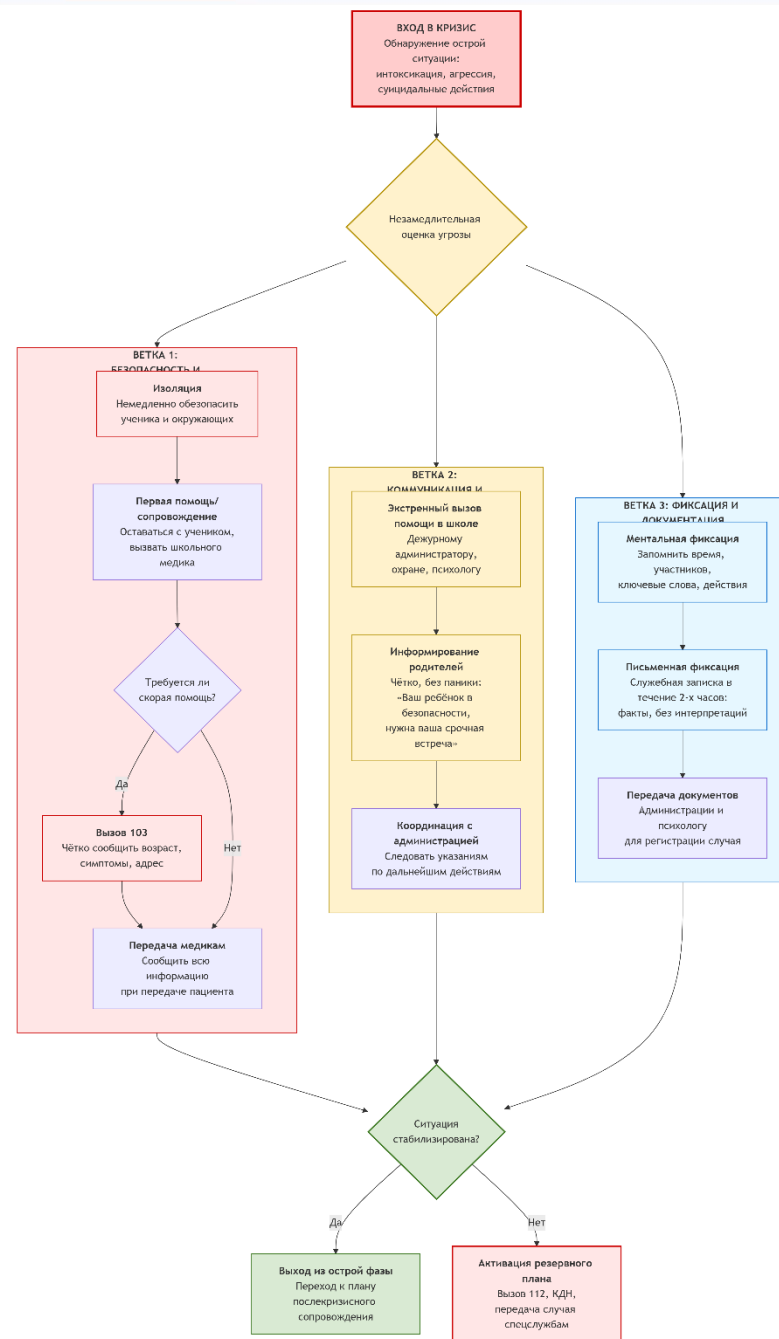 ВХОД В КРИЗИС
Обнаружение острой
ситуации:
интоксикация, агрессия,
суицидальные действия
Незамедлительная
оценка угрозы
ВЕТКА 1:
БЕЗОПАСНОСТЬ И
Изоляция
Немедленно обезопасить
ученика и окружающих
Первая помощь/
сопровождение
Оставаться с учеником,
вызвать школьного
медика
Требуется ли
скорая помощь?
Да
Нет
Вызов 103
Чётко сообщить возраст,
симптомы, адрес
Передача медикам
Сообщить всю
информацию
при передаче пациента
ВЕТКА 2:
КОММУНИКАЦИЯ И
Экстренный вызов
помощи в школе
Дежурному
администратору,
охране, психологу
Информирование
родителей
Чётко, без паники:
«Ваш ребёнок в
безопасности,
нужна ваша срочная
встреча»
Координация с
администрацией
Следовать указаниям
по дальнейшим действиям
ВЕТКА 3: ФИКСАЦИЯ И
ДОКУМЕНТАЦИЯ
Ментальная фиксация
Запомнить время,
участников,
ключевые слова, действия
Письменная фиксация
Служебная записка в
течение 2-х часов:
факты, без интерпретаций
Передача документов
Администрации и
психологу
для регистрации случая
Ситуация
стабилизирована?
Да
Нет
Выход из острой фазы
Переход к плану
послекризисного
сопровождения
Активация резервного
плана
Вызов 112, КДН,
передача случая
спецслужбам